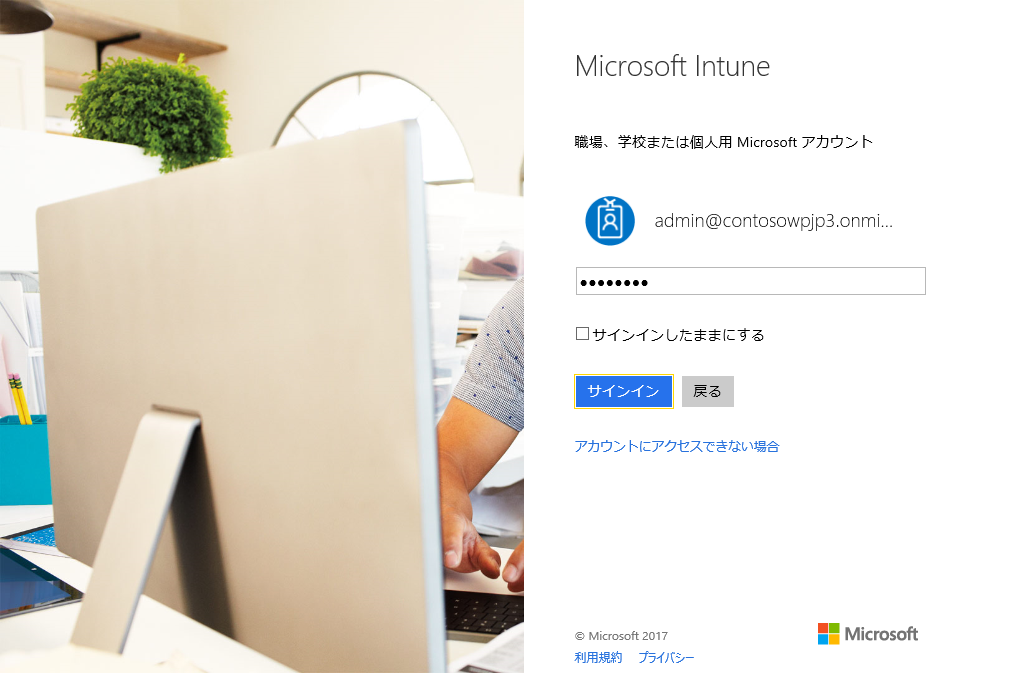 Microsoft Intune
職場、学校または個人用 Microsoft アカウント
admin@contosowpjp3.onmi...
サインインしたままにする
サインイン 戻る
アカウントにアクセスできない場合
© Microsoft 2017
利用規約 プライバシー
Microsoft